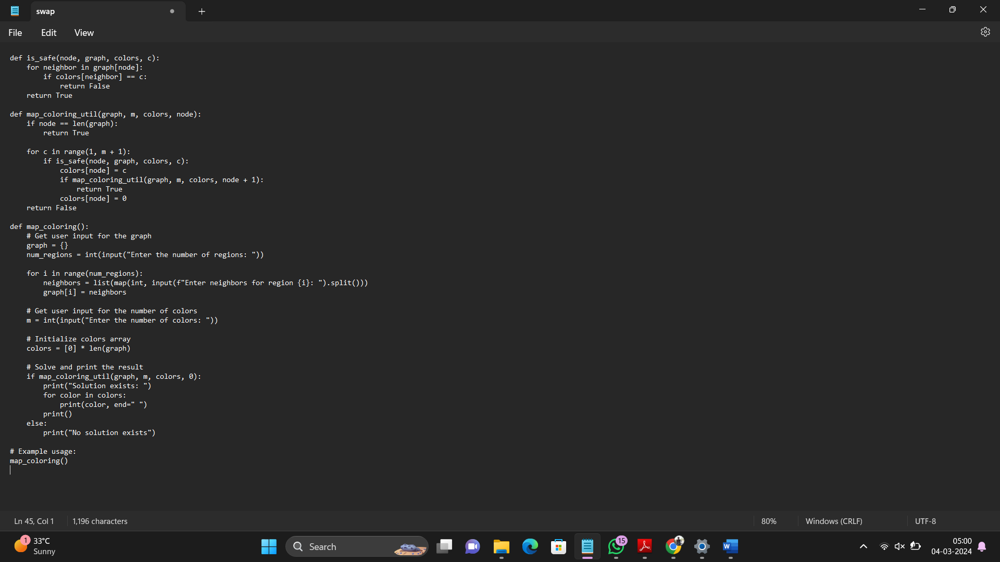 swap
File Edit View
def is_safe(node, graph, colors, c):
    for neighbor in graph[node]:
        if colors[neighbor] == c:
            return False
    return True

def map_coloring_util(graph, m, colors, node):
    if node == len(graph):
        return True

    for c in range(1, m + 1):
        if is_safe(node, graph, colors, c):
            colors[node] = c
            if map_coloring_util(graph, m, colors, node + 1):
                return True
            colors[node] = 0
    return False

def map_coloring():
    # Get user input for the graph
    graph = {}
    num_regions = int(input("Enter the number of regions: "))

    for i in range(num_regions):
        neighbors = list(map(int, input(f"Enter neighbors for region {i}: ").split()))
        graph[i] = neighbors

    # Get user input for the number of colors
    m = int(input("Enter the number of colors: "))

    # Initialize colors array
    colors = [0] * len(graph)

    # Solve and print the result
    if map_coloring_util(graph, m, colors, 0):
        print("Solution exists: ")
        for color in colors:
            print(color, end=" ")
        print()
    else:
        print("No solution exists")

# Example usage:
map_coloring()
Ln 45, Col 1 1,196 characters 80% Windows (CRLF) UTF-8
1 33°C
Sunny
Search
15
05:00
04-03-2024